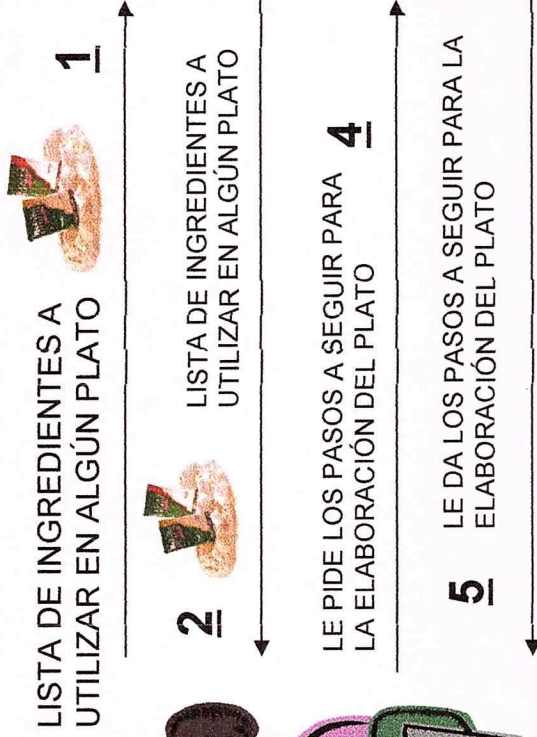 LISTA DE INGREDIENTES A
UTILIZAR EN ALGÚN PLATO
1
2
LISTA DE INGREDIENTES A
UTILIZAR EN ALGÚN PLATO
LE PIDE LOS PASOS A SEGUIR PARA
LA ELABORACIÓN DEL PLATO
4
5
LE DA LOS PASOS A SEGUIR PARA LA
ELABORACIÓN DEL PLATO